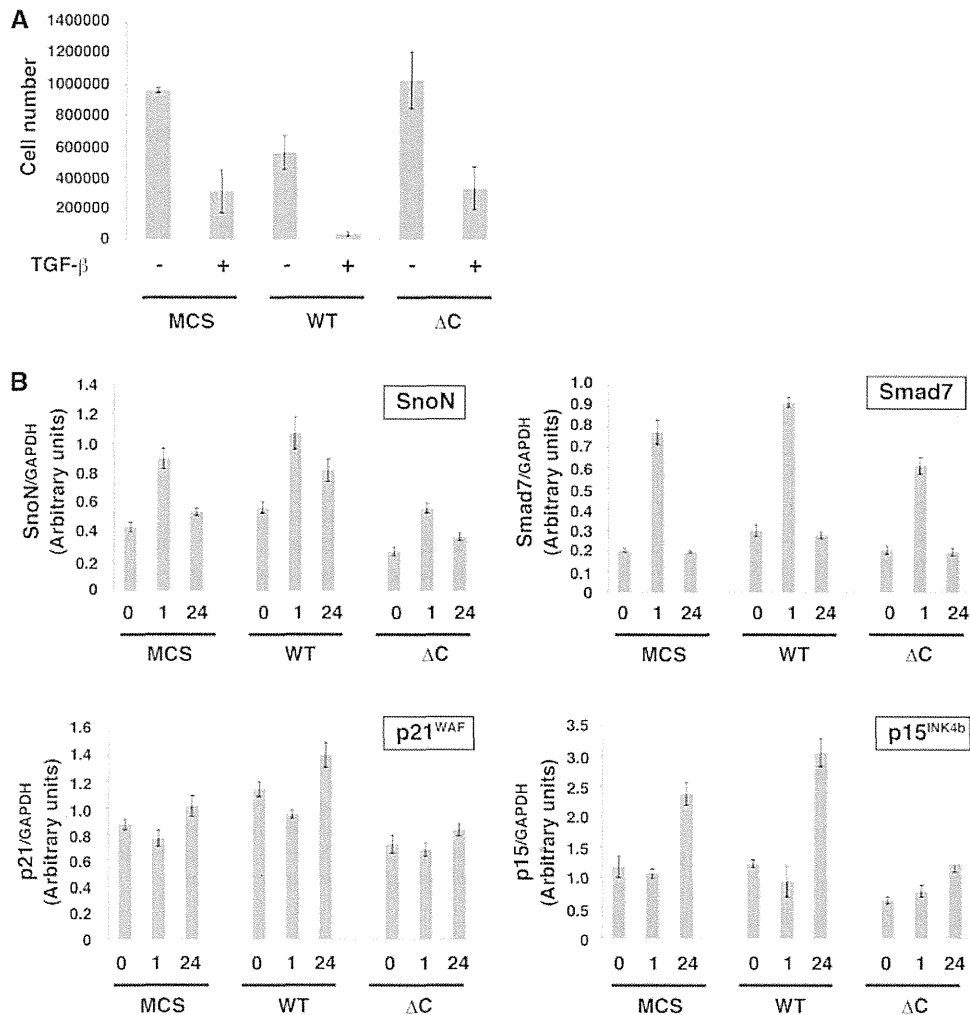 A
Cell number
1400000
1200000
1000000
800000
600000
400000
200000
0
TGF-β - + - + - +
MCS WT ΔC
B
SnoN
SnoN/GAPDH
(Arbitrary units)
1.4
1.2
1.0
0.8
0.6
0.4
0.2
0
0 1 24 0 1 24 0 1 24
MCS WT ΔC
Smad7
Smad7/GAPDH
(Arbitrary units)
1.0
0.9
0.8
0.7
0.6
0.5
0.4
0.3
0.2
0.1
0
0 1 24 0 1 24 0 1 24
MCS WT ΔC
p21WAF
p21/GAPDH
(Arbitrary units)
1.6
1.4
1.2
1.0
0.8
0.6
0.4
0.2
0
0 1 24 0 1 24 0 1 24
MCS WT ΔC
p15INK4b
p15/GAPDH
(Arbitrary units)
3.5
3.0
2.5
2.0
1.5
1.0
0.5
0
0 1 24 0 1 24 0 1 24
MCS WT ΔC